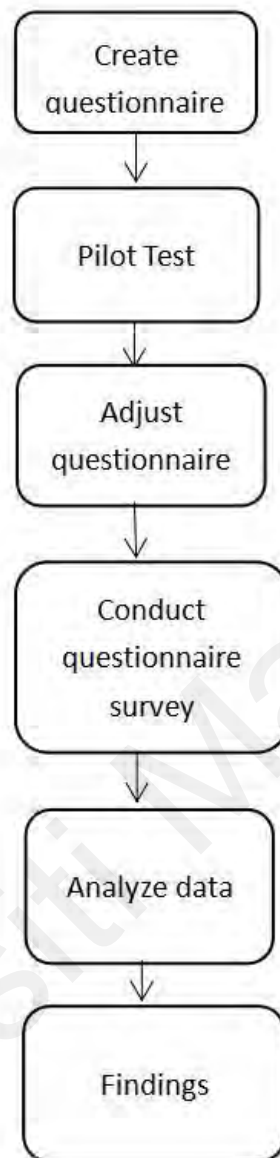 Create
questionnaire
Pilot Test
Adjust
questionnaire
Conduct
questionnaire
survey
Analyze data
Findings